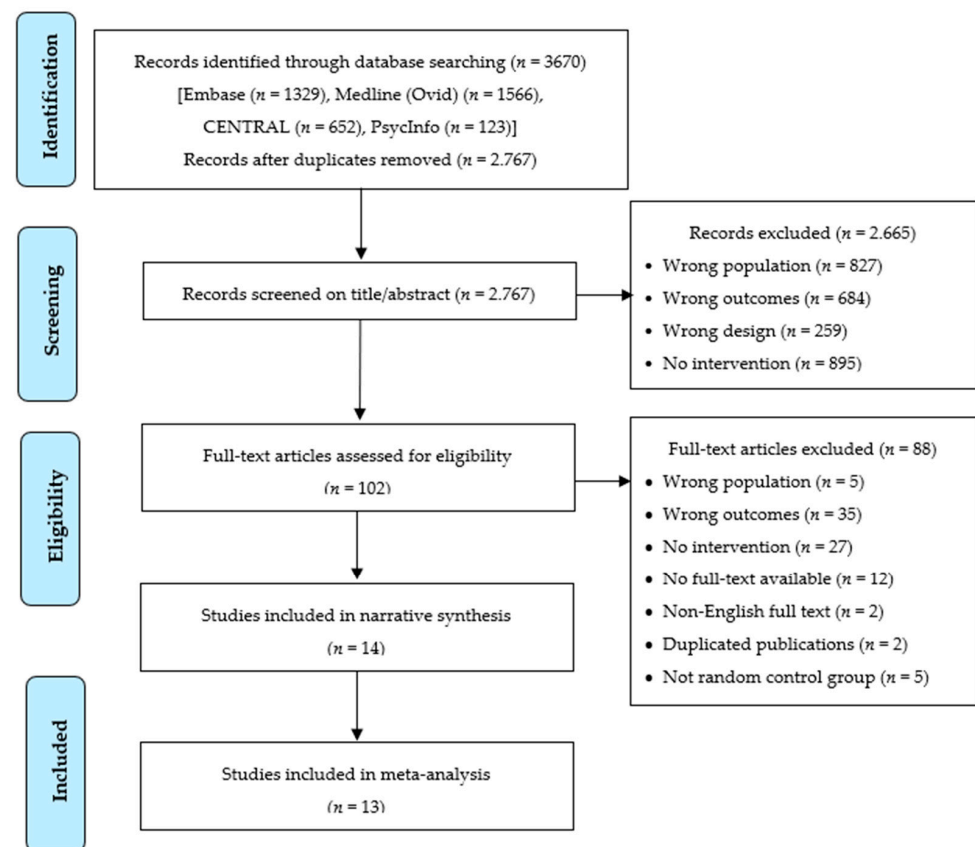 Identification
Records identified through database searching (n = 3670)
[Embase (n = 1329), Medline (Ovid) (n = 1566),
CENTRAL (n = 652), PsycInfo (n = 123)]
Records after duplicates removed (n = 2.767)
Screening
Records screened on title/abstract (n = 2.767)
Records excluded (n = 2.665)
• Wrong population (n = 827)
• Wrong outcomes (n = 684)
• Wrong design (n = 259)
• No intervention (n = 895)
Eligibility
Full-text articles assessed for eligibility
(n = 102)
Full-text articles excluded (n = 88)
• Wrong population (n = 5)
• Wrong outcomes (n = 35)
• No intervention (n = 27)
• No full-text available (n = 12)
• Non-English full text (n = 2)
• Duplicated publications (n = 2)
• Not random control group (n = 5)
Studies included in narrative synthesis
(n = 14)
Included
Studies included in meta-analysis
(n = 13)